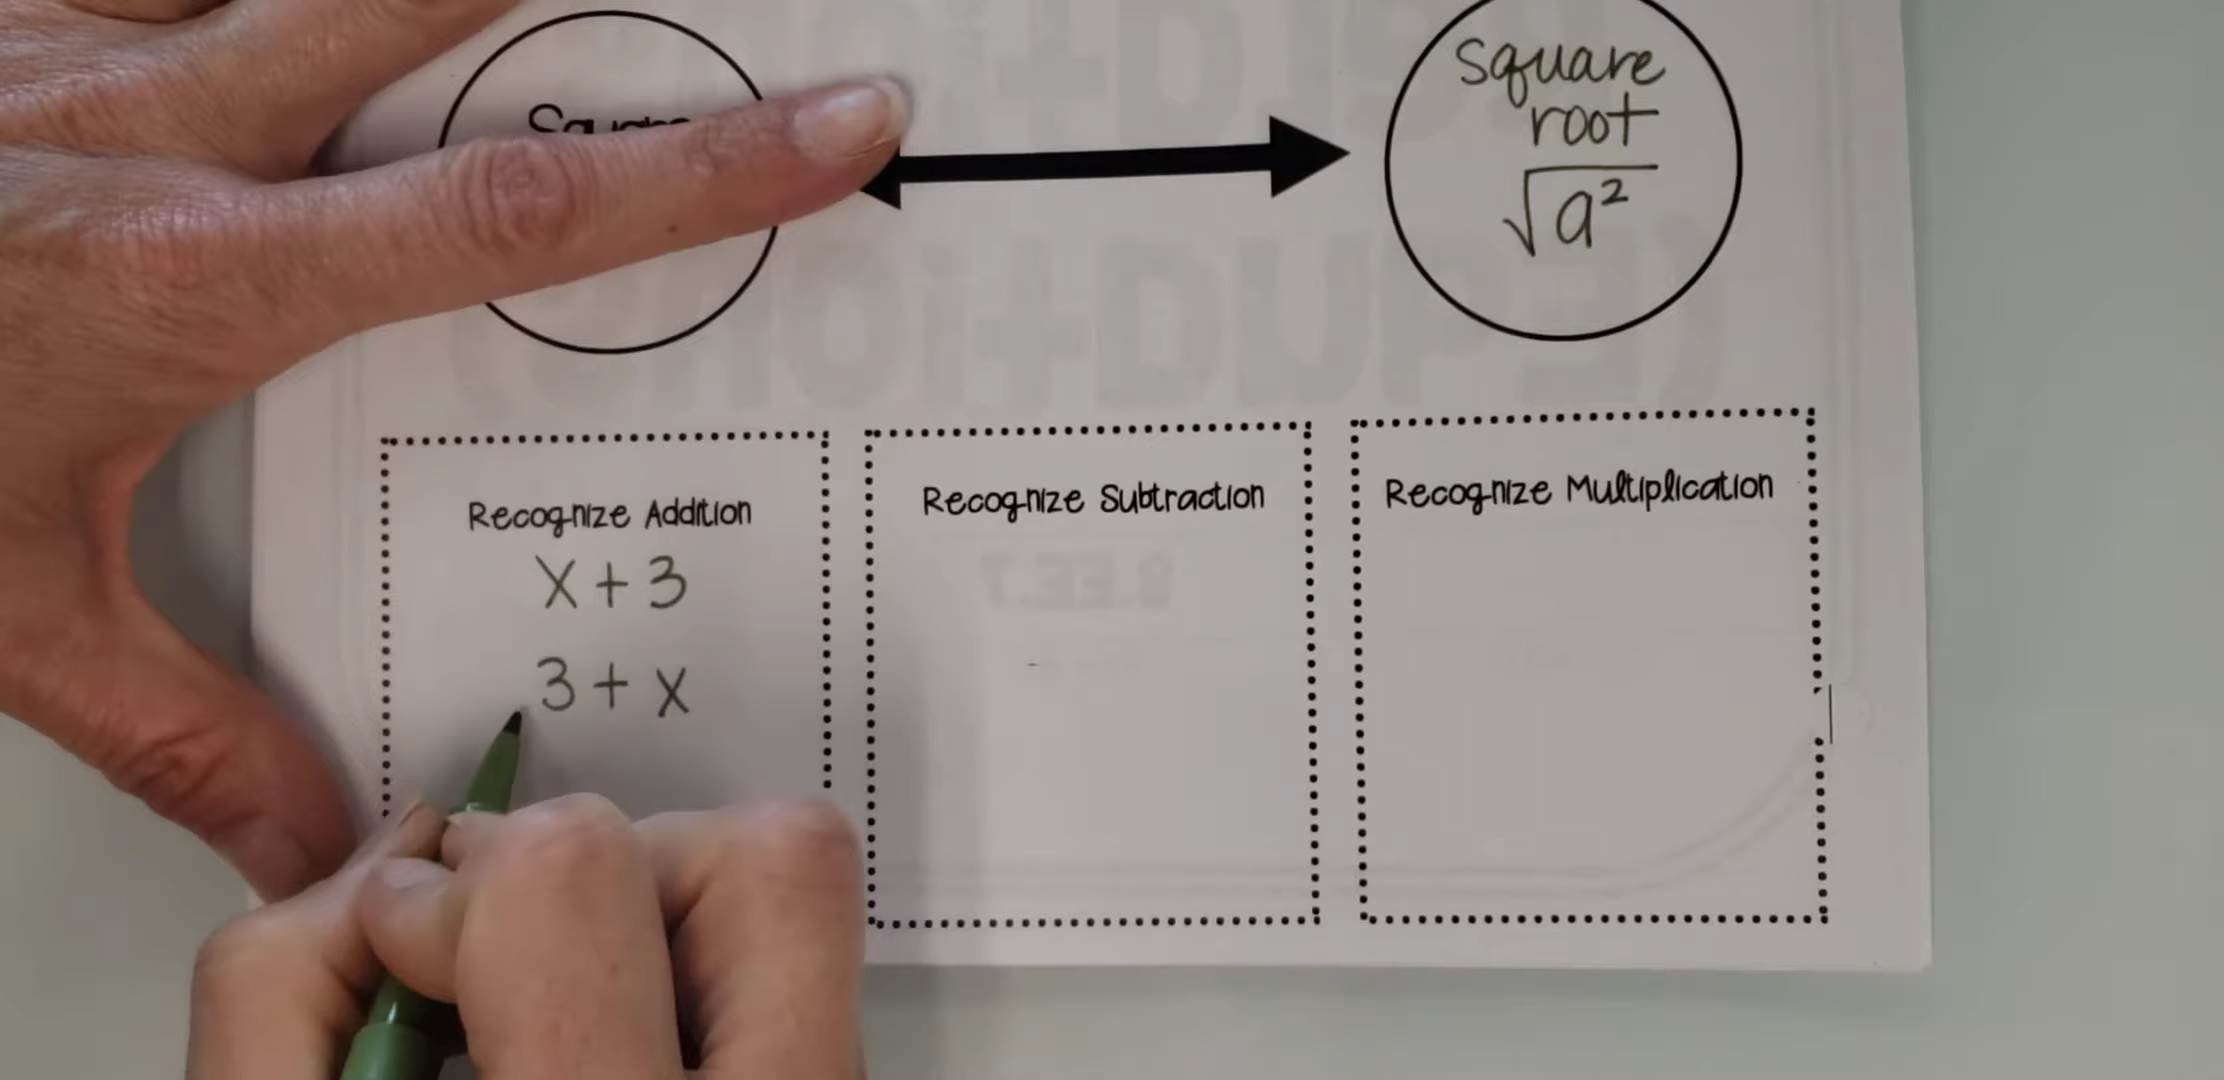 square
root
√a²
Recognize Addition
x + 3
3 + x
Recognize Subtraction
Recognize Multiplication